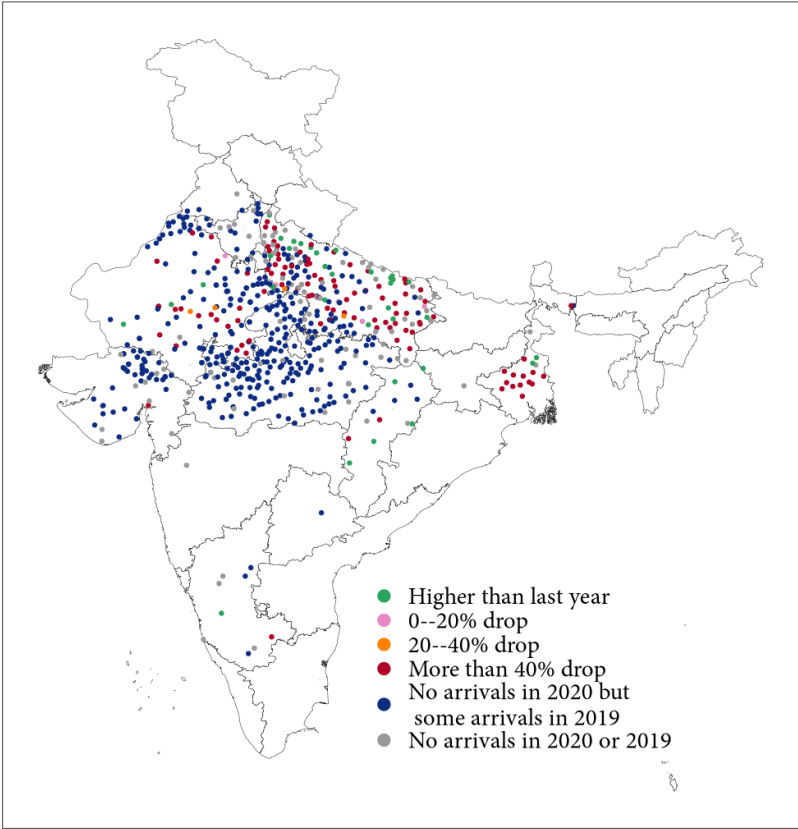 Higher than last year
0--20% drop
20--40% drop
More than 40% drop
No arrivals in 2020 but
some arrivals in 2019
No arrivals in 2020 or 2019